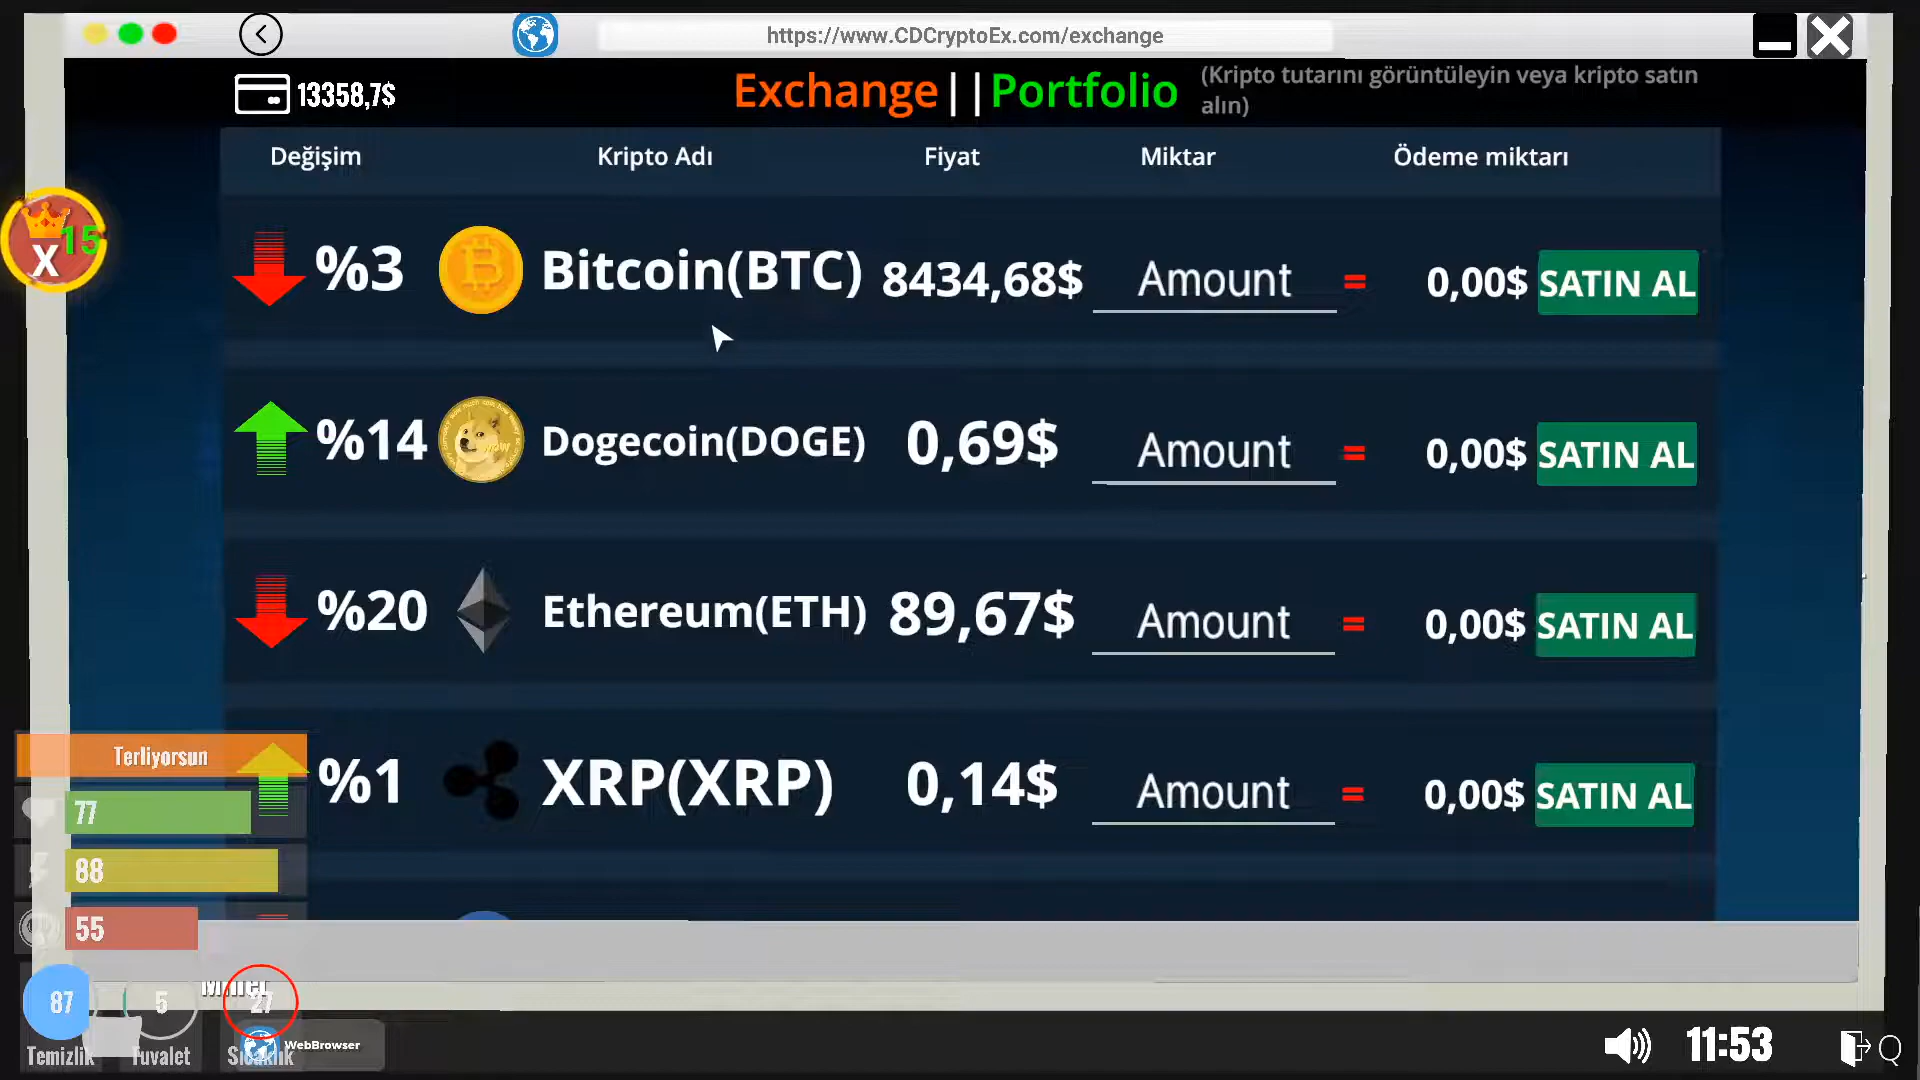 https://www.CDCryptoEx.com/exchange
13358,7$
Exchange||Portfolio
(Kripto tutarını görüntüleyin veya kripto satın
alın)
Değişim Kripto Adı Fiyat Miktar Ödeme miktarı
X 15
%3 Bitcoin(BTC) 8434,68$ Amount = 0,00$ SATIN AL
%14 Dogecoin(DOGE) 0,69$ Amount = 0,00$ SATIN AL
%20 Ethereum(ETH) 89,67$ Amount = 0,00$ SATIN AL
%1 XRP(XRP) 0,14$ Amount = 0,00$ SATIN AL
Terliyorsun
77
88
55
87 5 27
Temizlik Tuvalet Sıcaklık
WebBrowser
11:53
Q